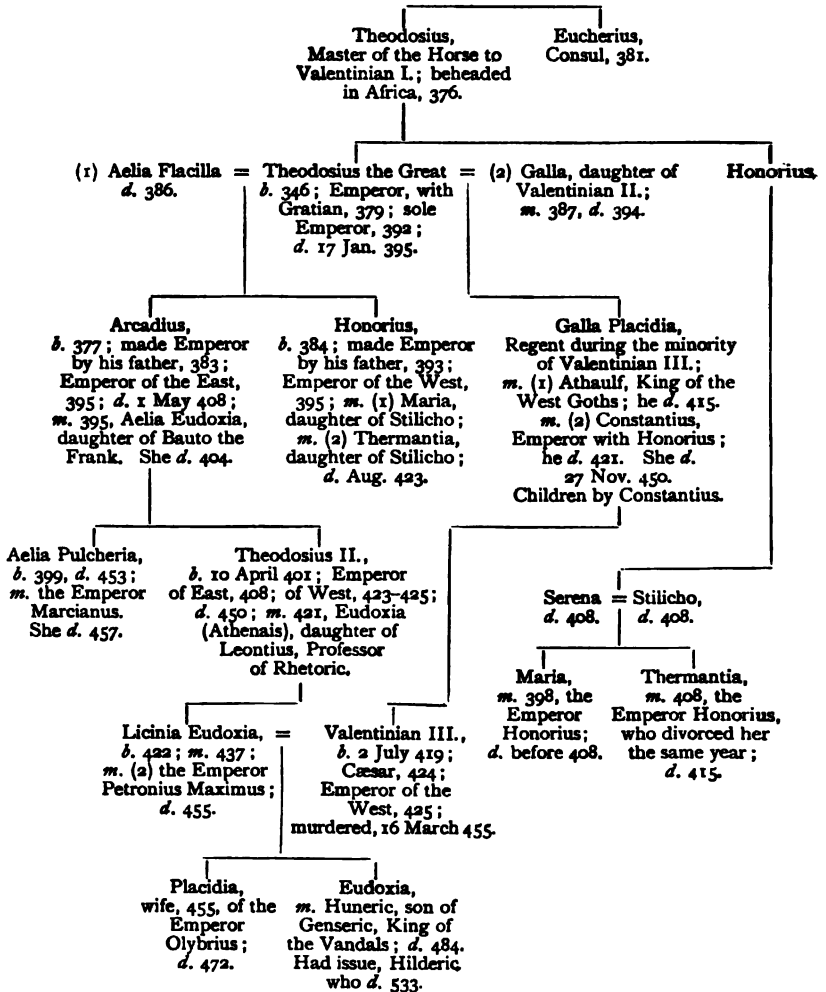 Theodosius,
Master of the Horse to
Valentinian I.; beheaded
in Africa, 376.
Eucherius,
Consul, 381.
(1) Aelia Flacilla = Theodosius the Great = (2) Galla, daughter of
d. 386.
b. 346; Emperor, with
Gratian, 379; sole
Emperor, 392;
d. 17 Jan. 395.
Valentinian II.;
m. 387, d. 394.
Honorius.
Arcadius,
b. 377; made Emperor
by his father, 383;
Emperor of the East,
395; d. 1 May 408;
m. 395, Aelia Eudoxia,
daughter of Bauto the
Frank. She d. 404.
Honorius,
b. 384; made Emperor
by his father, 393;
Emperor of the West,
395; m. (1) Maria,
daughter of Stilicho;
m. (2) Thermantia,
daughter of Stilicho;
d. Aug. 423.
Galla Placidia,
Regent during the minority
of Valentinian III.;
m. (1) Athaulf, King of the
West Goths; he d. 415.
m. (2) Constantius,
Emperor with Honorius;
he d. 421. She d.
27 Nov. 450.
Children by Constantius.
Aelia Pulcheria,
b. 399, d. 453;
m. the Emperor
Marcianus.
She d. 457.
Theodosius II.,
b. 10 April 401; Emperor
of East, 408; of West, 423–425;
d. 450; m. 421, Eudoxia
(Athenais), daughter of
Leontius, Professor
of Rhetoric.
Serena = Stilicho,
d. 408. d. 408.
Maria,
m. 398, the
Emperor
Honorius;
d. before 408.
Thermantia,
m. 408, the
Emperor Honorius,
who divorced her
the same year;
d. 415.
Licinia Eudoxia, =
b. 422; m. 437;
m. (2) the Emperor
Petronius Maximus;
d. 455.
Valentinian III.,
b. 2 July 419;
Cæsar, 424;
Emperor of the
West, 425;
murdered, 16 March 455.
Placidia,
wife, 455, of the
Emperor
Olybrius;
d. 472.
Eudoxia,
m. Huneric, son of
Genseric, King of
the Vandals; d. 484.
Had issue, Hilderic
who d. 533.